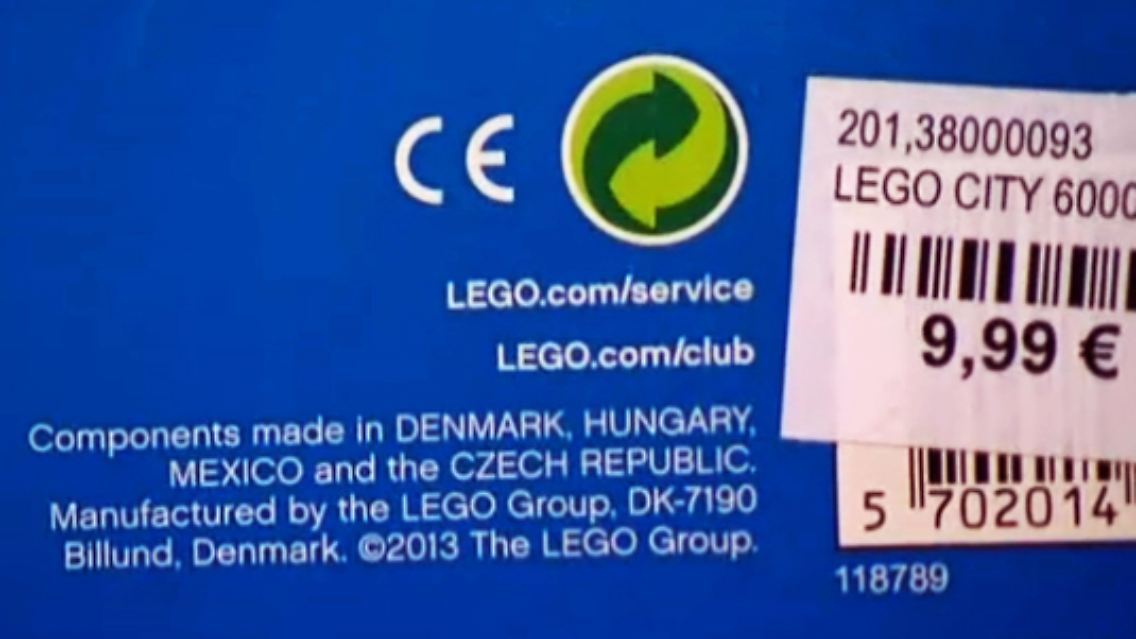 CE
LEGO.com/service
LEGO.com/club
Components made in DENMARK, HUNGARY,
MEXICO and the CZECH REPUBLIC.
Manufactured by the LEGO Group, DK-7190
Billund, Denmark. ©2013 The LEGO Group.
201,38000093
LEGO CITY 6000
9,99 €
5 702014
118789